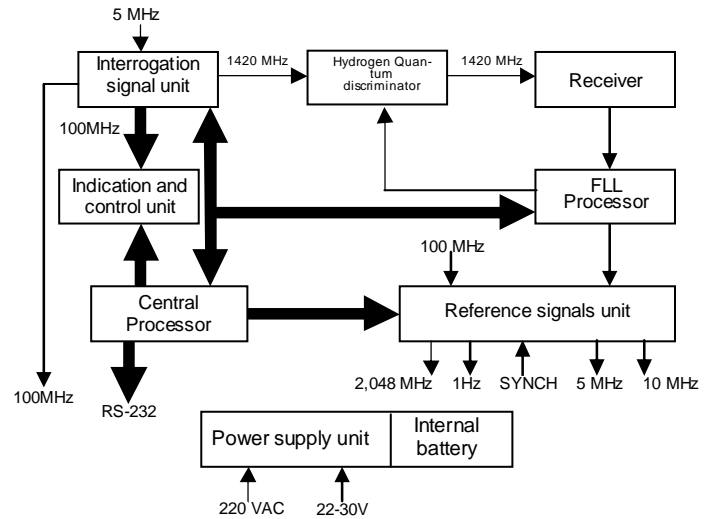 5 MHz
Interrogation
signal unit
1420 MHz
Hydrogen Quan-
tum
discriminator
1420 MHz
Receiver
100MHz
Indication and
control unit
FLL
Processor
100 MHz
Central
Processor
Reference signals unit
100MHz
RS-232
2,048 MHz
1Hz
SYNCH
5 MHz
10 MHz
Power supply unit
Internal
battery
220 VAC
22-30V